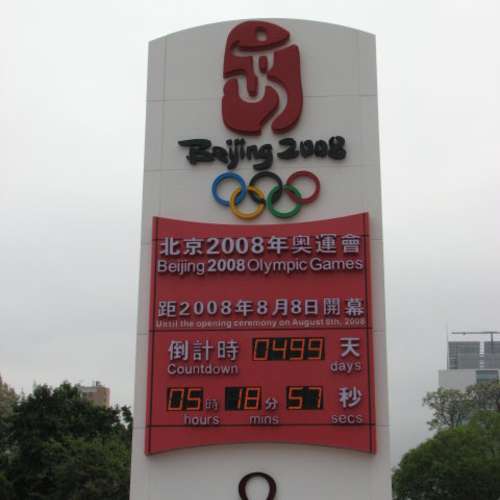 Beijing 2008
北京2008年奧運會
Beijing 2008 Olympic Games
距2008年8月8日開幕
Until the opening ceremony on August 8th, 2008
倒計時 0499 天
Countdown days
05 時 18 分 57 秒
hours mins secs